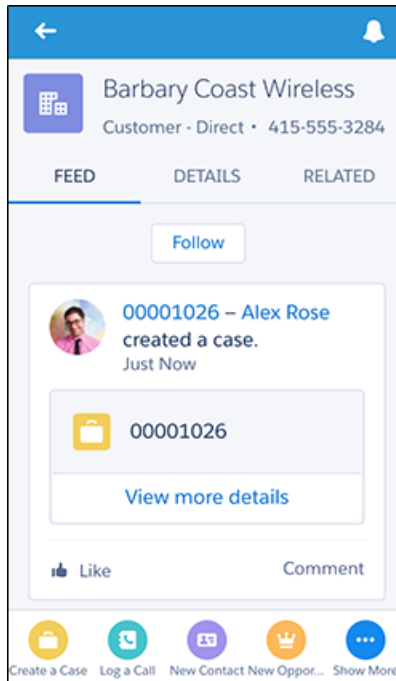 Barbary Coast Wireless
Customer - Direct • 415-555-3284
FEED DETAILS RELATED
Follow
00001026 – Alex Rose
created a case.
Just Now
00001026
View more details
Like Comment
Create a Case Log a Call New Contact New Oppor... Show More